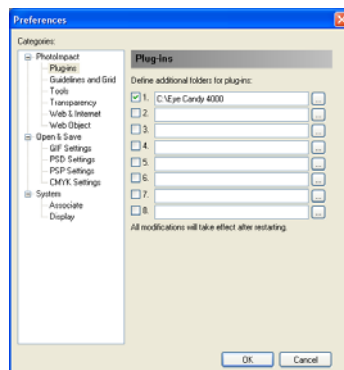 Preferences
Categories:
PhotoImpact
Plug-ins
Guidelines and Grid
Tools
Transparency
Web & Internet
Web Object
Open & Save
GIF Settings
PSD Settings
PSP Settings
CMYK Settings
System
Associate
Display
Plug-ins
Define additional folders for plug-ins:
1. C:\Eye Candy 4000 ...
2. ...
3. ...
4. ...
5. ...
6. ...
7. ...
8. ...
All modifications will take effect after restarting.
OK Cancel